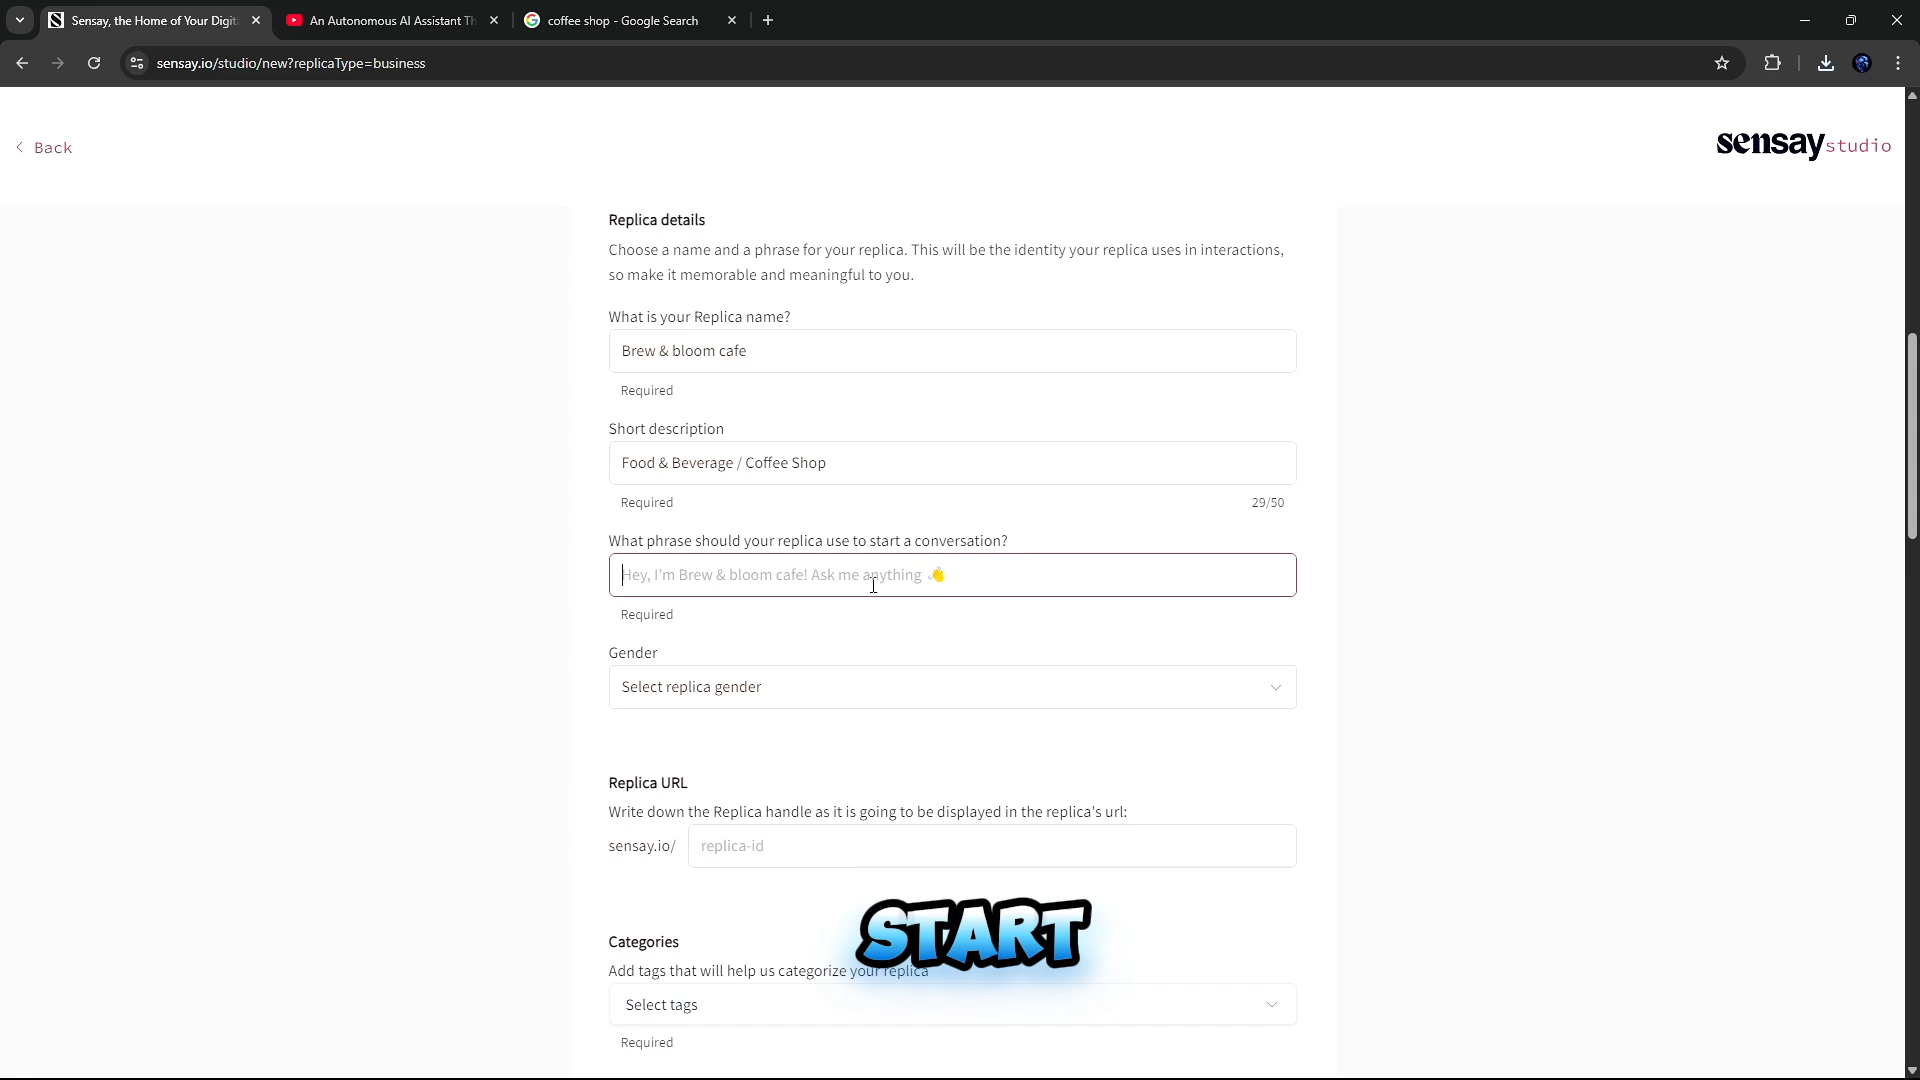 Sensay, the Home of Your Digit
An Autonomous AI Assistant Th
coffee shop - Google Search
sensay.io/studio/new?replicaType=business
Back
sensay studio
Replica details
Choose a name and a phrase for your replica. This will be the identity your replica uses in interactions,
so make it memorable and meaningful to you.
What is your Replica name?
Brew & bloom cafe
Required
Short description
Food & Beverage / Coffee Shop
Required
29/50
What phrase should your replica use to start a conversation?
Hey, I'm Brew & bloom cafe! Ask me anything 👋
Required
Gender
Select replica gender
Replica URL
Write down the Replica handle as it is going to be displayed in the replica's url:
sensay.io/
replica-id
START
Categories
Add tags that will help us categorize your replica
Select tags
Required